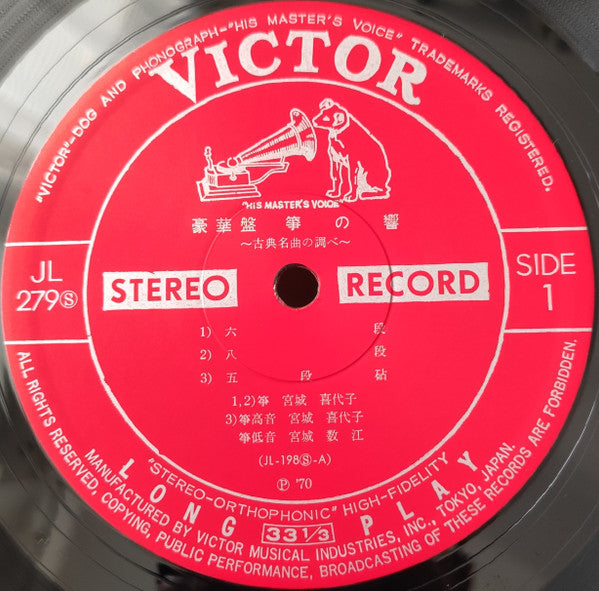 "VICTOR"-DOG AND PHONOGRAPH-"HIS MASTER'S VOICE" TRADEMARKS REGISTERED.
VICTOR
"HIS MASTER'S VOICE"
豪華盤 箏の響
〜古典名曲の調べ〜
JL
279Ⓢ
STEREO RECORD
SIDE
1
1) 六段
2) 八段
3) 五段砧
1,2)箏 宮城 喜代子
3)箏高音 宮城 喜代子
箏低音 宮城 数江
(JL-198Ⓢ-A)
Ⓟ '70
"STEREO-ORTHOPHONIC" HIGH-FIDELITY
LONG 33 1/3 PLAY
MANUFACTURED BY VICTOR MUSICAL INDUSTRIES, INC., TOKYO, JAPAN.
ALL RIGHTS RESERVED, COPYING, PUBLIC PERFORMANCE, BROADCASTING OF THESE RECORDS ARE FORBIDDEN.